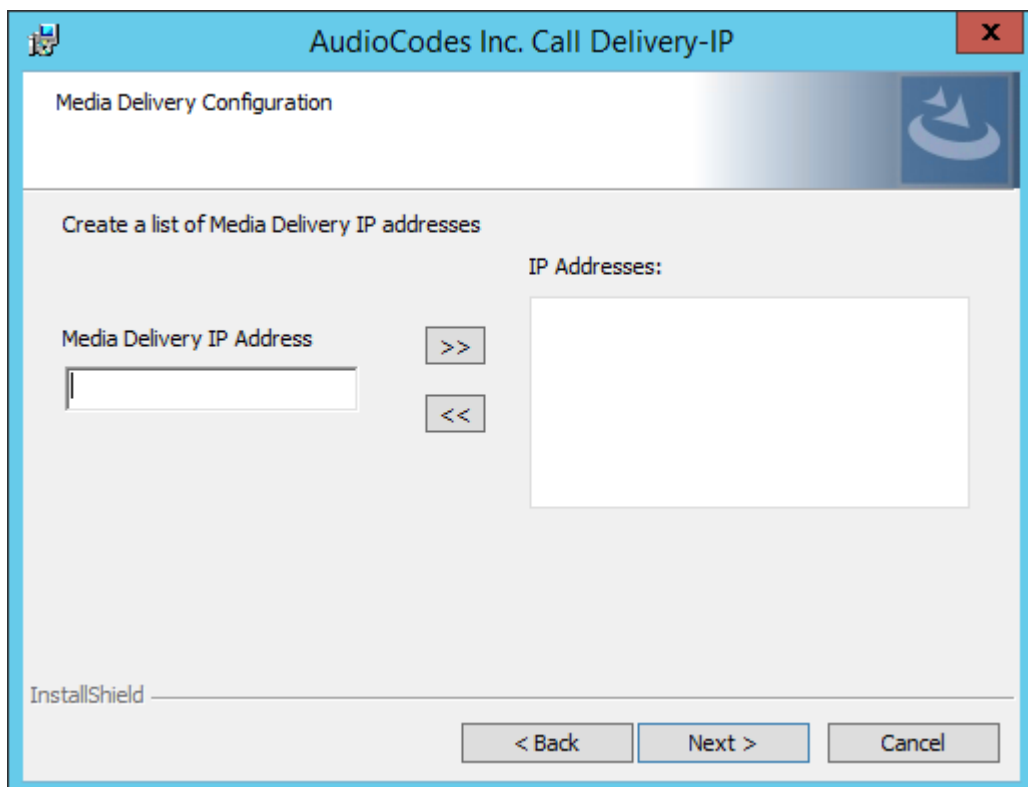 AudioCodes Inc. Call Delivery-IP
x
Media Delivery Configuration
Create a list of Media Delivery IP addresses
IP Addresses:
Media Delivery IP Address
>>
<<
InstallShield
< Back
Next >
Cancel